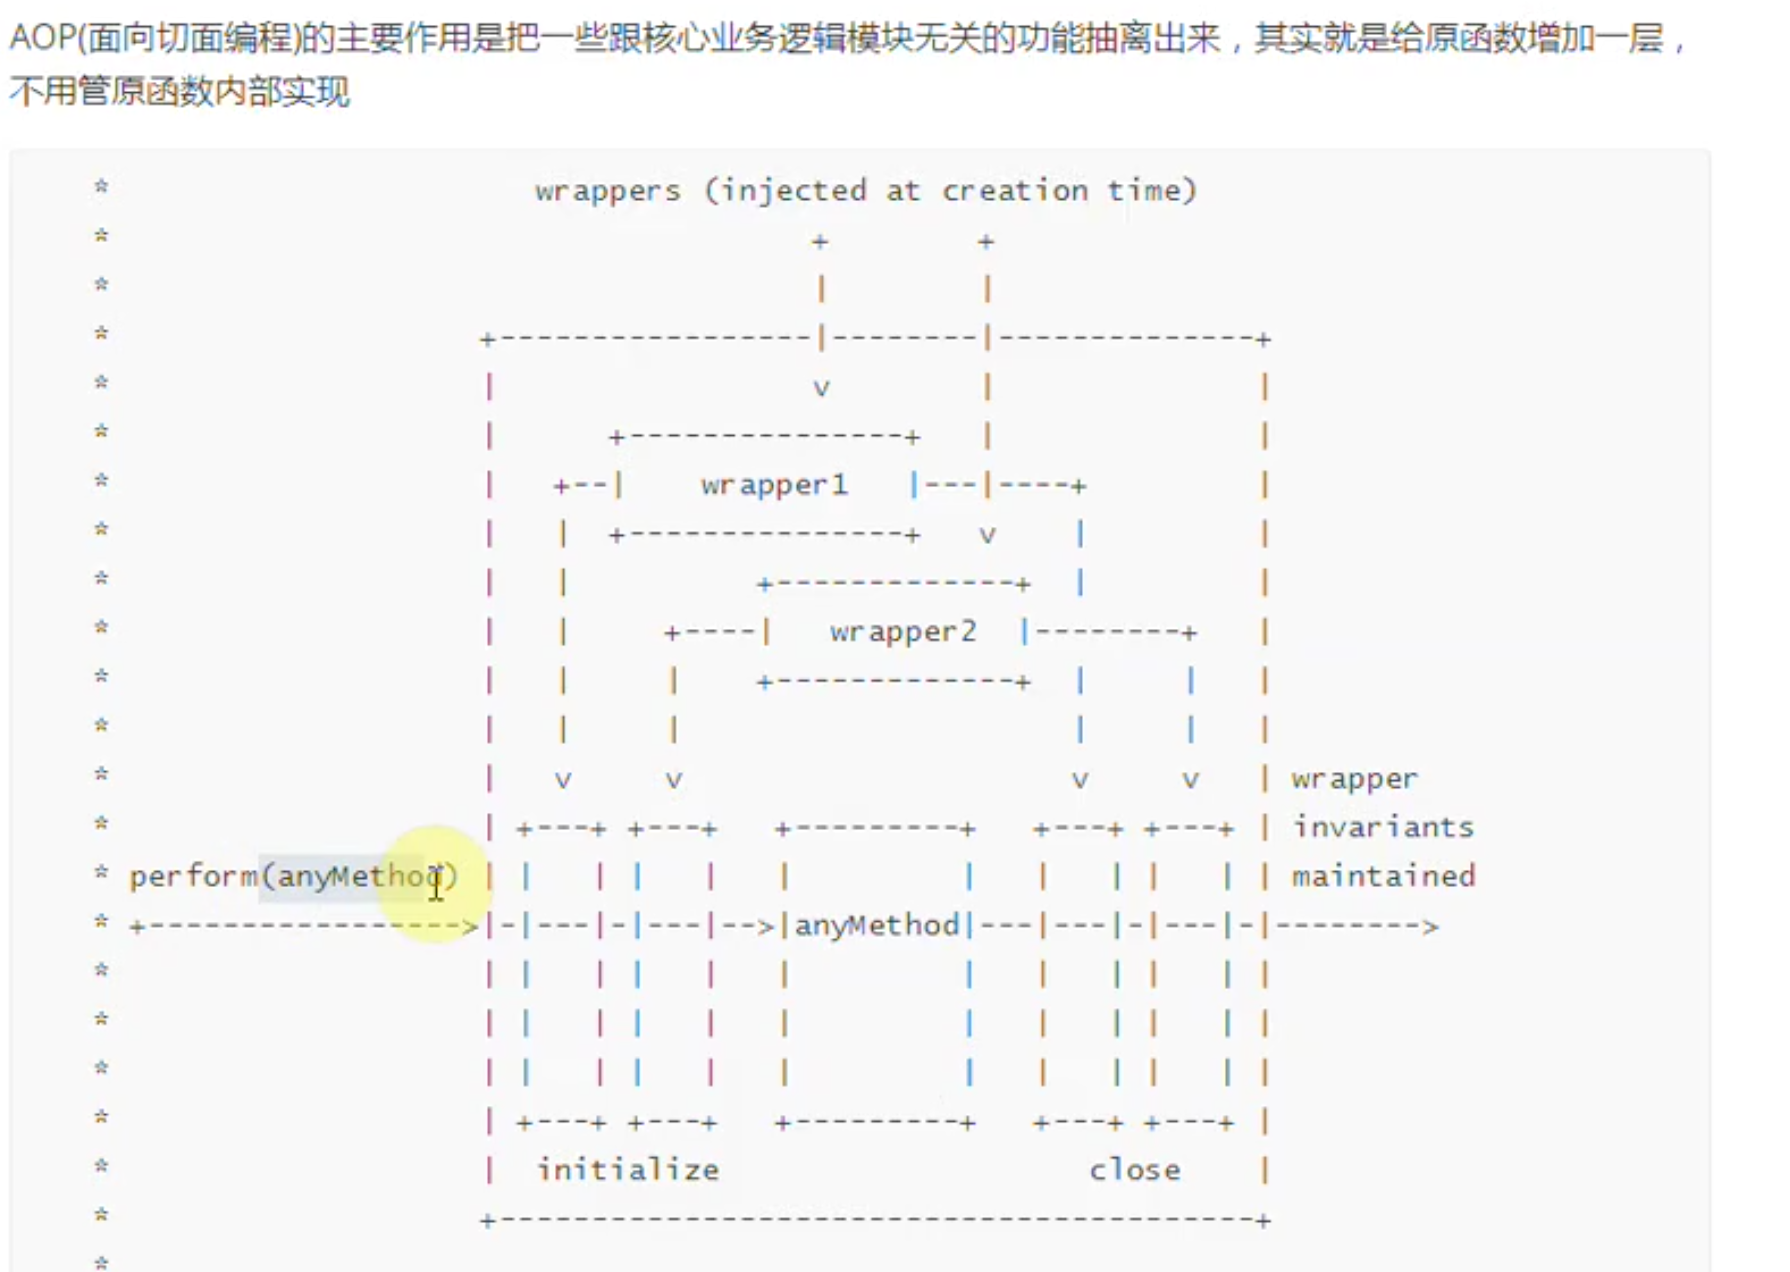 AOP(面向切面编程)的主要作用是把一些跟核心业务逻辑模块无关的功能抽离出来，其实就是给原函数增加一层，
不用管原函数内部实现
*                       wrappers (injected at creation time)
*                                      +        +
*                                      |        |
*                    +-----------------|--------|--------------+
*                    |                 v        |              |
*                    |      +---------------+   |              |
*                    |   +--|    wrapper1   |---|----+         |
*                    |   |  +---------------+   v    |         |
*                    |   |          +-------------+  |         |
*                    |   |     +----|   wrapper2  |--------+   |
*                    |   |     |    +-------------+  |     |   |
*                    |   |     |                     |     |   |
*                    |   v     v                     v     v   | wrapper
*                    | +---+ +---+   +---------+   +---+ +---+ | invariants
* perform(anyMethod) | |   | |   |   |         |   |   | |   | | maintained
* +----------------->|-|---|-|---|-->|anyMethod|---|---|-|---|-|-------->
*                    | |   | |   |   |         |   |   | |   | |
*                    | |   | |   |   |         |   |   | |   | |
*                    | |   | |   |   |         |   |   | |   | |
*                    | +---+ +---+   +---------+   +---+ +---+ |
*                    |  initialize                    close    |
*                    +-----------------------------------------+
*